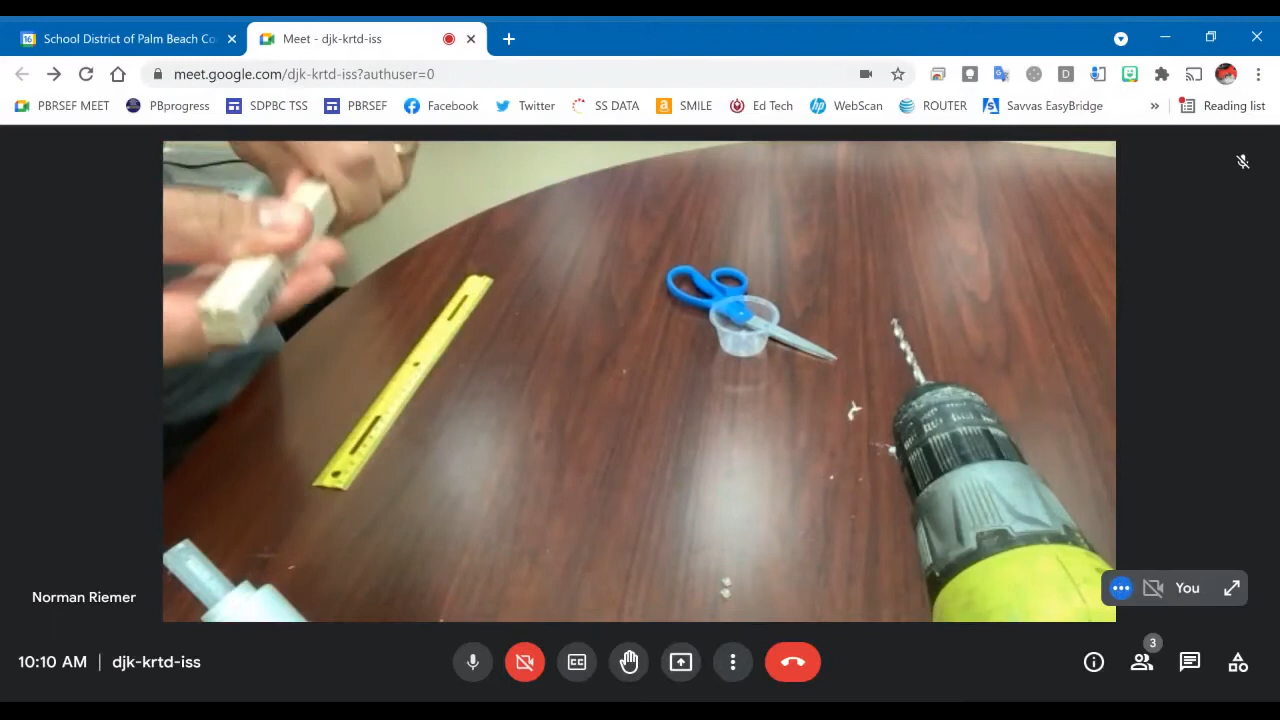 School District of Palm Beach Co
Meet - djk-krtd-iss
meet.google.com/djk-krtd-iss?authuser=0
PBRSEF MEET PBprogress SDPBC TSS PBRSEF Facebook Twitter SS DATA SMILE Ed Tech WebScan ROUTER Savvas EasyBridge » Reading list
Norman Riemer
You
10:10 AM | djk-krtd-iss
3